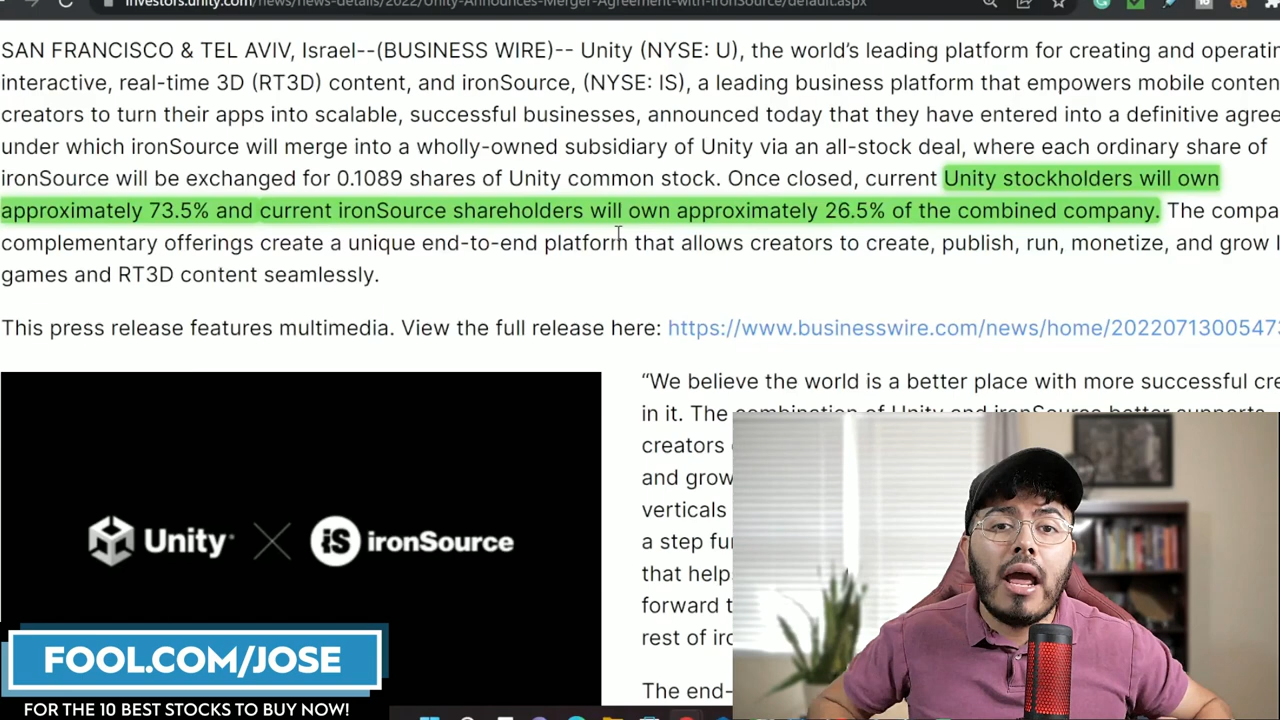 investors.unity.com/news/news-details/2022/Unity-Announces-Merger-Agreement-with-ironSource/default.aspx
SAN FRANCISCO & TEL AVIV, Israel--(BUSINESS WIRE)-- Unity (NYSE: U), the world's leading platform for creating and operatin
interactive, real-time 3D (RT3D) content, and ironSource, (NYSE: IS), a leading business platform that empowers mobile conten
creators to turn their apps into scalable, successful businesses, announced today that they have entered into a definitive agree
under which ironSource will merge into a wholly-owned subsidiary of Unity via an all-stock deal, where each ordinary share of
ironSource will be exchanged for 0.1089 shares of Unity common stock. Once closed, current Unity stockholders will own
approximately 73.5% and current ironSource shareholders will own approximately 26.5% of the combined company. The compa
complementary offerings create a unique end-to-end platform that allows creators to create, publish, run, monetize, and grow
games and RT3D content seamlessly.
This press release features multimedia. View the full release here: https://www.businesswire.com/news/home/2022071300547
“We believe the world is a better place with more successful cre
in it. The combination of Unity and ironSource better supports
creators
and grow
verticals
a step fu
that help
forward t
rest of iro
The end-
Unity
iS ironSource
FOOL.COM/JOSE
FOR THE 10 BEST STOCKS TO BUY NOW!